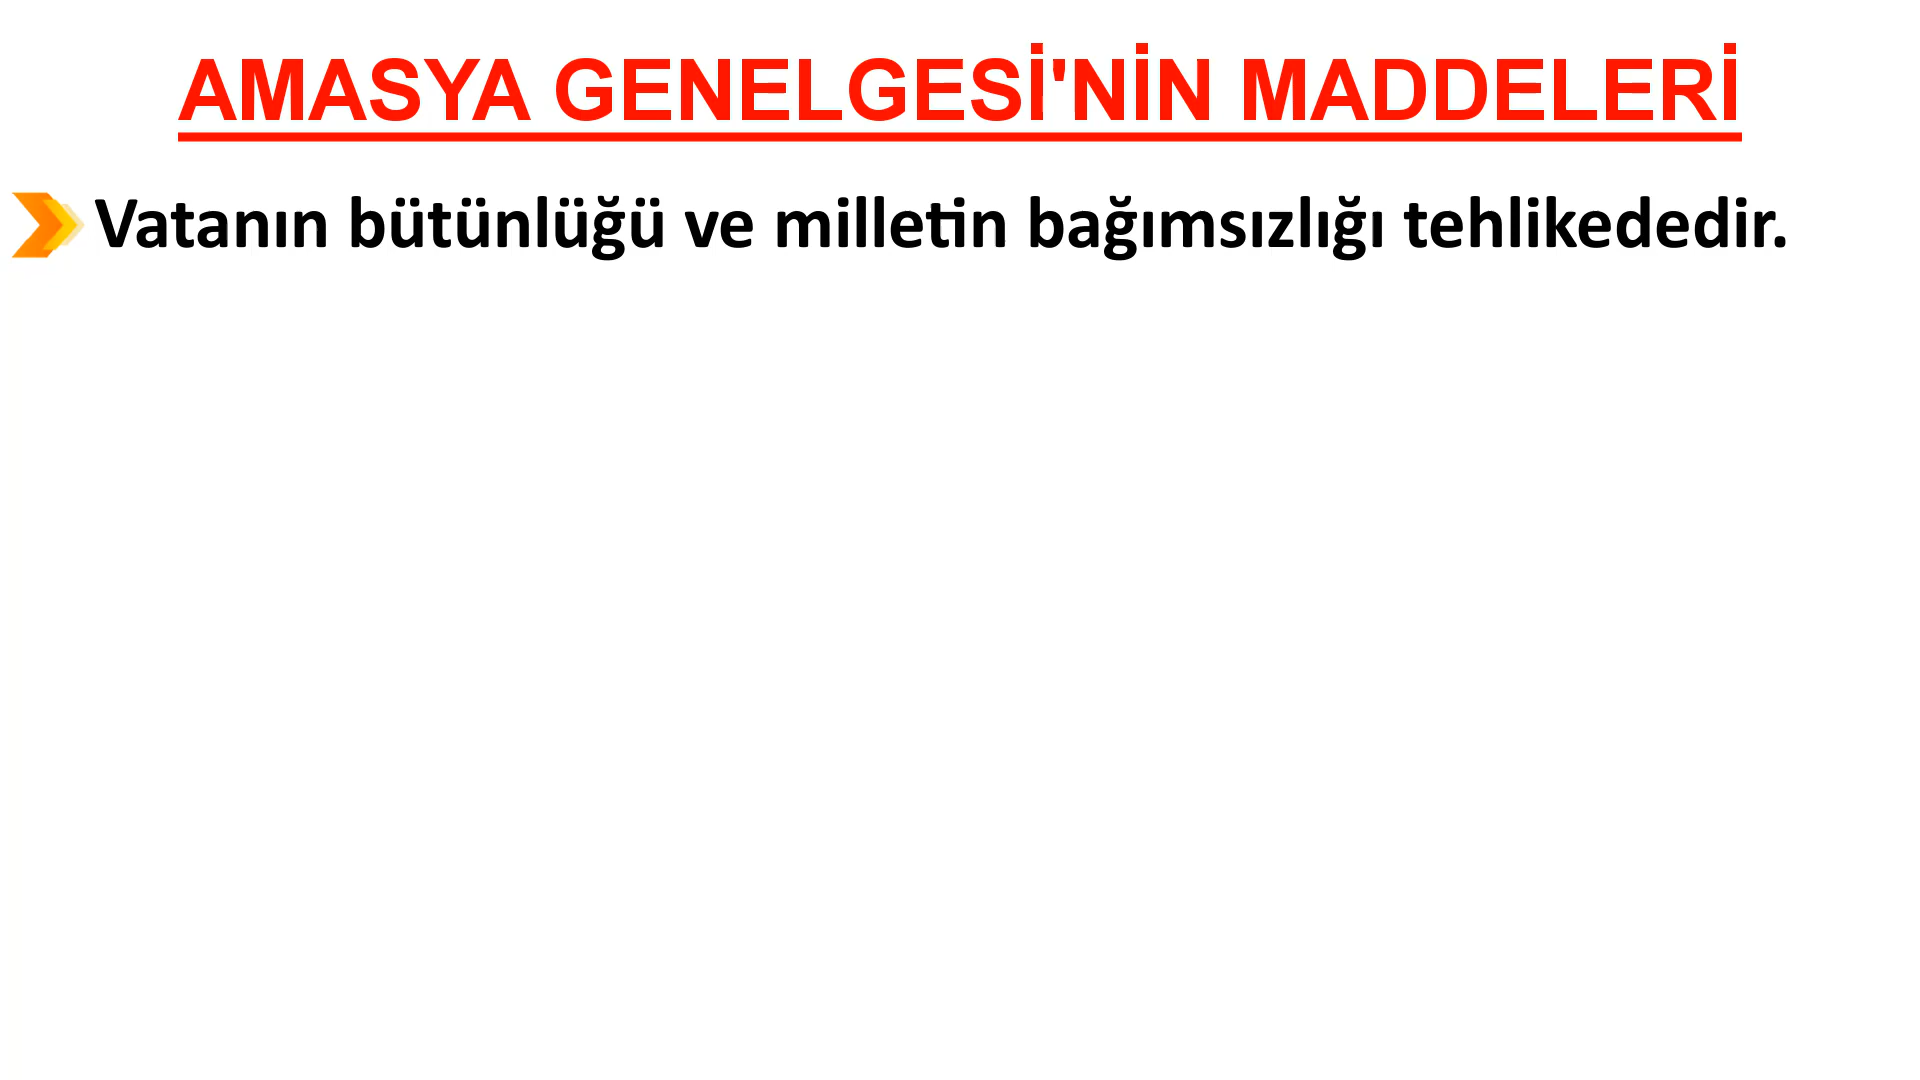 AMASYA GENELGESİ'NİN MADDELERİ
Vatanın bütünlüğü ve milletin bağımsızlığı tehlikededir.